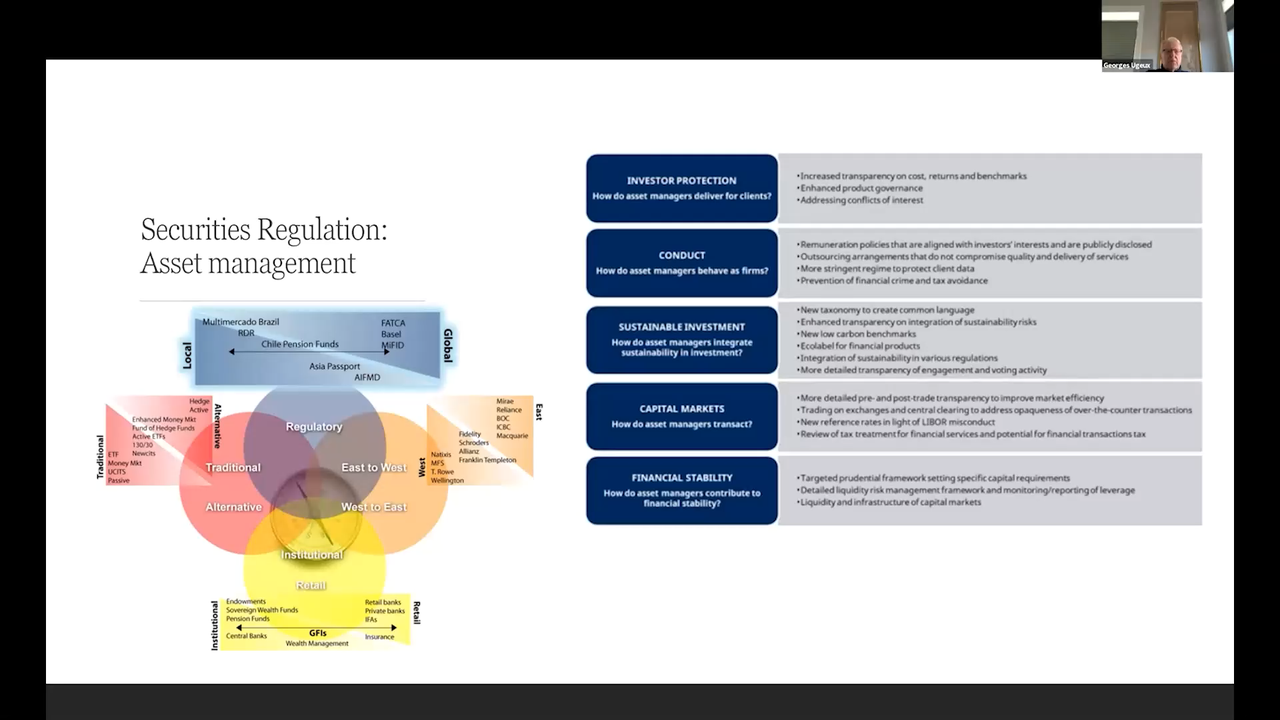 Georges Ugeux
Securities Regulation:
Asset management
Multimercado Brazil
RDR
FATCA
Basel
MiFID
Chile Pension Funds
Asia Passport
AIFMD
Local
Global
Hedge
Active
Enhanced Money Mkt
Fund of Hedge Funds
Active ETFs
130/30
Newcits
ETF
Money Mkt
UCITS
Passive
Traditional
Alternative
Mirae
Reliance
BOC
ICBC
Macquarie
Fidelity
Schroders
Allianz
Franklin Templeton
Natixis
MFS
T. Rowe
Wellington
West
East
Regulatory
Traditional
Alternative
East to West
West to East
Institutional
Retail
Endowments
Sovereign Wealth Funds
Pension Funds
Central Banks
GFIs
Wealth Management
Retail banks
Private banks
IFAs
Insurance
Institutional
Retail
INVESTOR PROTECTION
How do asset managers deliver for clients?
•Increased transparency on cost, returns and benchmarks
•Enhanced product governance
•Addressing conflicts of interest
CONDUCT
How do asset managers behave as firms?
•Remuneration policies that are aligned with investors' interests and are publicly disclosed
•Outsourcing arrangements that do not compromise quality and delivery of services
•More stringent regime to protect client data
•Prevention of financial crime and tax avoidance
SUSTAINABLE INVESTMENT
How do asset managers integrate
sustainability in investment?
•New taxonomy to create common language
•Enhanced transparency on integration of sustainability risks
•New low carbon benchmarks
•Ecolabel for financial products
•Integration of sustainability in various regulations
•More detailed transparency of engagement and voting activity
CAPITAL MARKETS
How do asset managers transact?
•More detailed pre- and post-trade transparency to improve market efficiency
•Trading on exchanges and central clearing to address opaqueness of over-the-counter transactions
•New reference rates in light of LIBOR misconduct
•Review of tax treatment for financial services and potential for financial transactions tax
FINANCIAL STABILITY
How do asset managers contribute to
financial stability?
•Targeted prudential framework setting specific capital requirements
•Detailed liquidity risk management framework and monitoring/reporting of leverage
•Liquidity and infrastructure of capital markets